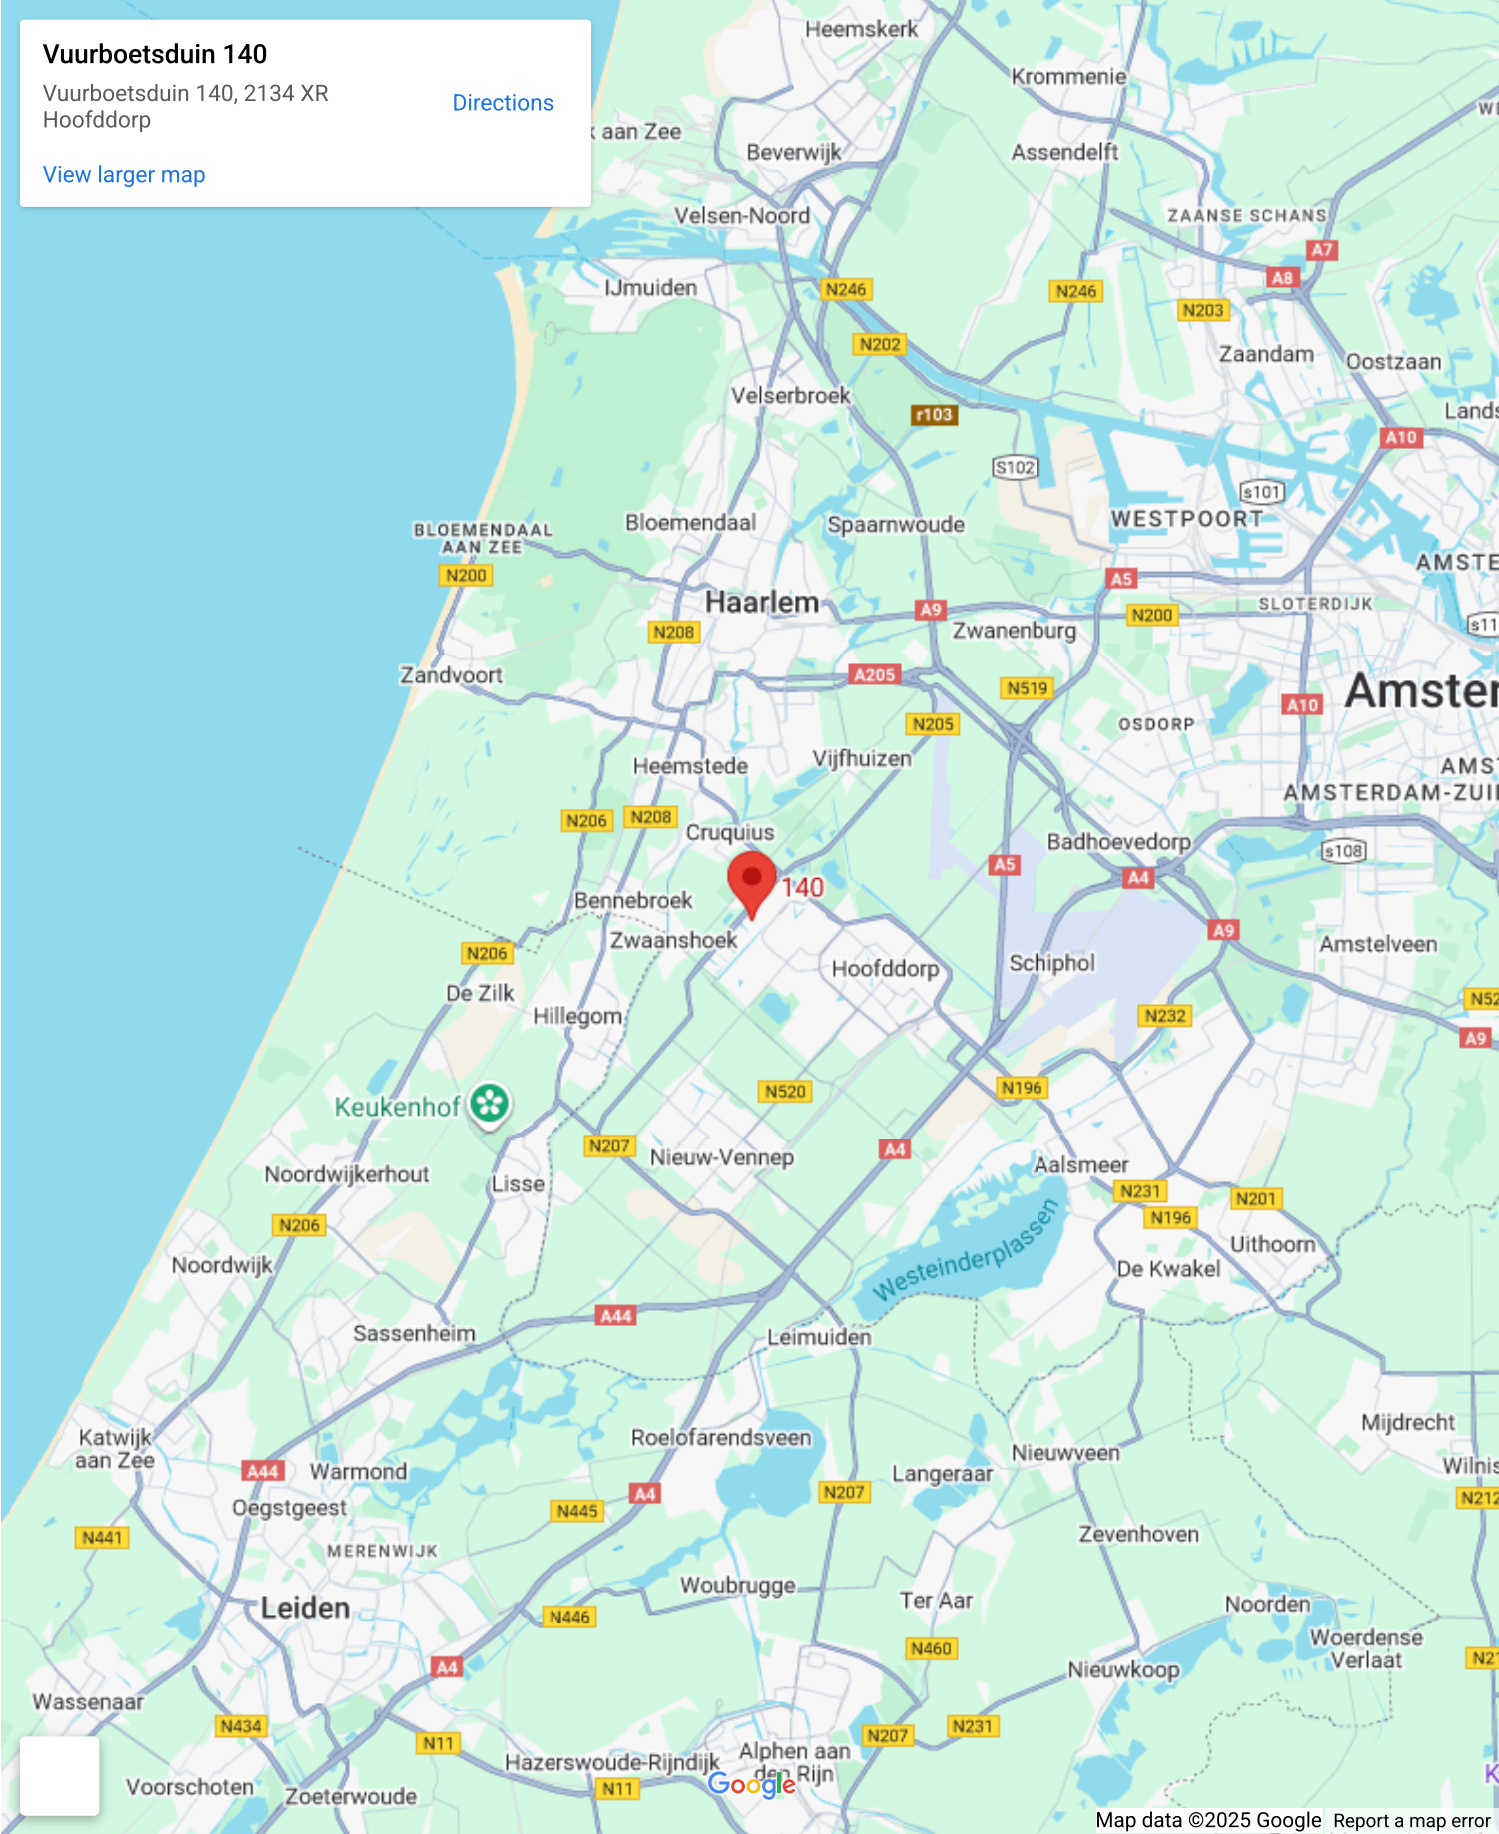 Vuurboetsduin 140
Vuurboetsduin 140, 2134 XR
Hoofddorp
Directions
View larger map
Heemskerk
Krommenie
aan Zee
Beverwijk
Assendelft
Velsen-Noord
ZAANSE SCHANS
A7
A8
IJmuiden
N246
N246
N203
N202
Zaandam
Oostzaan
Velserbroek
r103
A10
S102
s101
BLOEMENDAAL
AAN ZEE
Bloemendaal
Spaarnwoude
WESTPOORT
N200
A5
Haarlem
A9
N200
SLOTERDIJK
N208
Zwanenburg
Zandvoort
A205
N519
A10
N205
OSDORP
Heemstede
Vijfhuizen
N206
N208
Cruquius
Badhoevedorp
s108
140
A5
A4
Bennebroek
Zwaanshoek
A9
Amstelveen
N206
Hoofddorp
Schiphol
De Zilk
Hillegom
N232
A9
Keukenhof
N520
N196
N207
Nieuw-Vennep
A4
Aalsmeer
Noordwijkerhout
Lisse
N231
N201
N206
N196
Noordwijk
Westeinderplassen
Uithoorn
De Kwakel
A44
Sassenheim
Leimuiden
Katwijk
aan Zee
Roelofarendsveen
Mijdrecht
Nieuwveen
A44
Warmond
Langeraar
A4
N207
Oegstgeest
N445
N212
N441
Zevenhoven
MERENWIJK
Woubrugge
Ter Aar
Leiden
N446
Noorden
Woerdense
Verlaat
N460
A4
Nieuwkoop
Wassenaar
N434
N11
N207
N231
Hazerswoude-Rijndijk
Alphen aan
den Rijn
Voorschoten
Zoeterwoude
N11
Google
Map data ©2025 Google
Report a map error